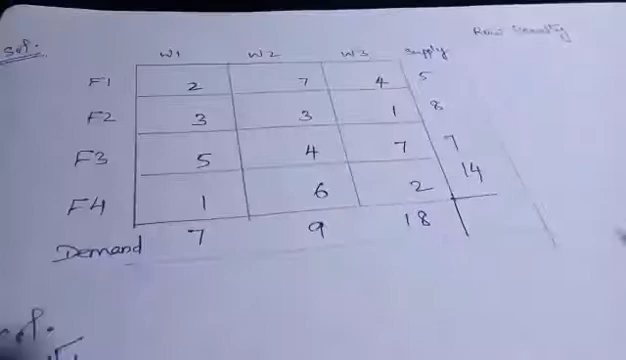 Sol:
W1 W2 W3 supply Row Penalty
F1 2 7 4 5
F2 3 3 1 8
F3 5 4 7 7
F4 1 6 2 14
Demand 7 9 18